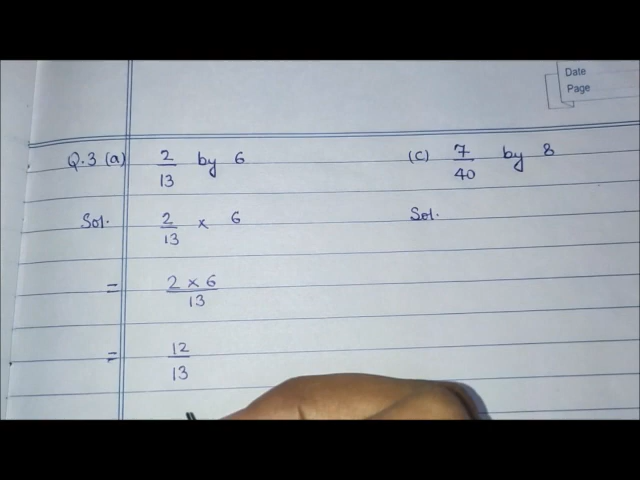 Date
Page
Q.3 (a) 2/13 by 6
Sol. 2/13 x 6
= 2 x 6/13
= 12/13
(c) 7/40 by 8
Sol.